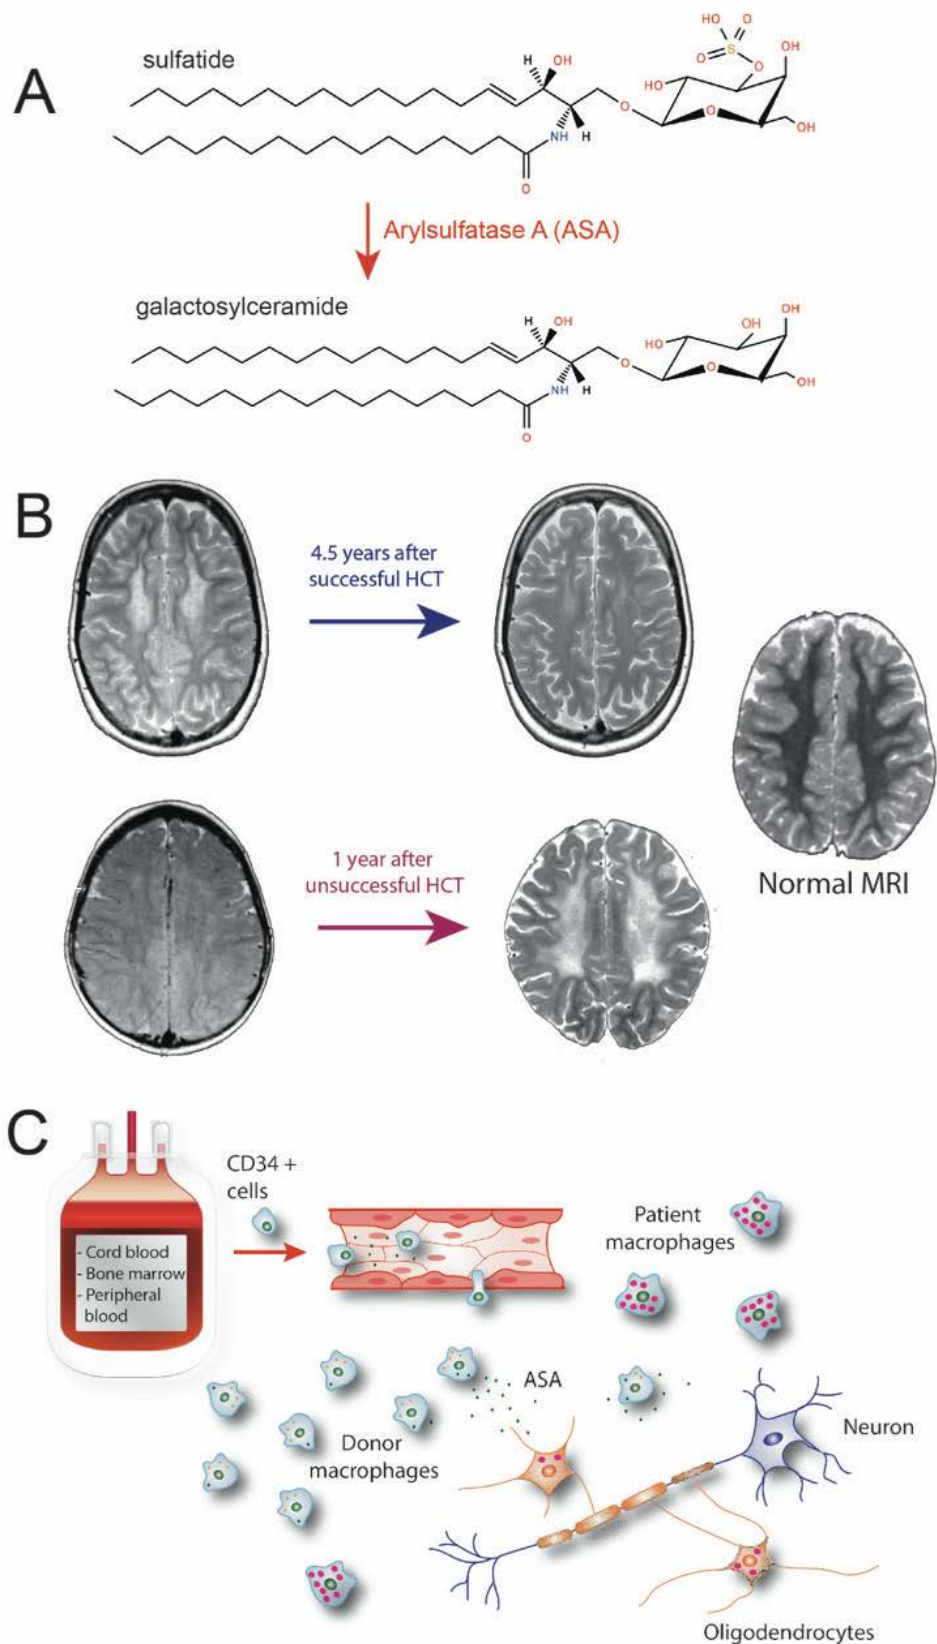 A
sulfatide
HO
O
O
S
O
OH
HO
H
OH
O
O
OH
NH
H
O
Arylsulfatase A (ASA)
galactosylceramide
H
OH
HO
OH
OH
O
O
OH
NH
H
O
B
4.5 years after
successful HCT
1 year after
unsuccessful HCT
Normal MRI
C
CD34 +
cells
- Cord blood
- Bone marrow
- Peripheral
blood
Patient
macrophages
ASA
Donor
macrophages
Neuron
Oligodendrocytes